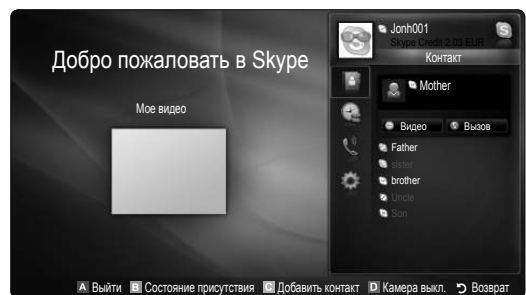 Добро пожаловать в Skype
Мое видео
Jonh001
Skype Credit 2.03 EUR
Контакт
Mother
Видео Вызов
Father
sister
brother
Uncle
Son
A Выйти B Состояние присутствия C Добавить контакт D Камера выкл. Возврат